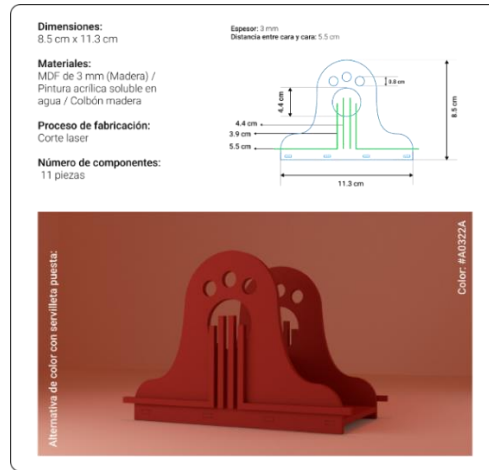 Dimensiones:
8.5 cm x 11.3 cm
Materiales:
MDF de 3 mm (Madera) /
Pintura acrílica soluble en
agua / Colbón madera
Proceso de fabricación:
Corte laser
Número de componentes:
11 piezas
Espesor: 3 mm
Distancia entre cara y cara: 5.5 cm
0.8 cm
4.4 cm
8.5 cm
4.4 cm
3.9 cm
5.5 cm
11.3 cm
Alternativa de color con servilleta puesta:
Color: #A0322A